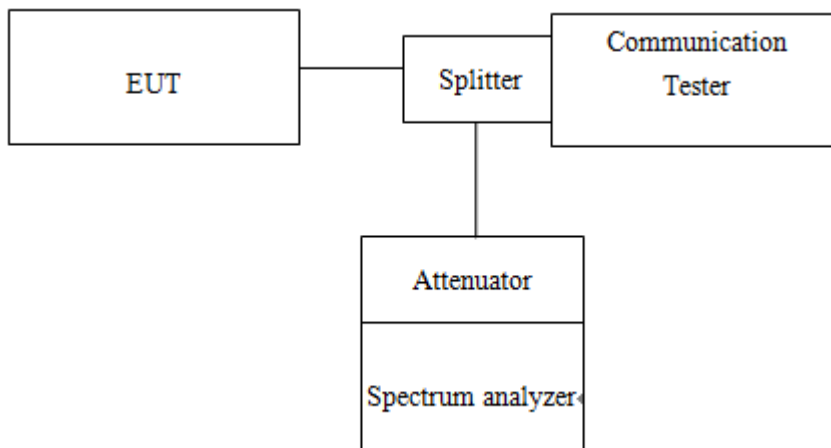 EUT
Splitter
Communication
Tester
Attenuator
Spectrum analyzer